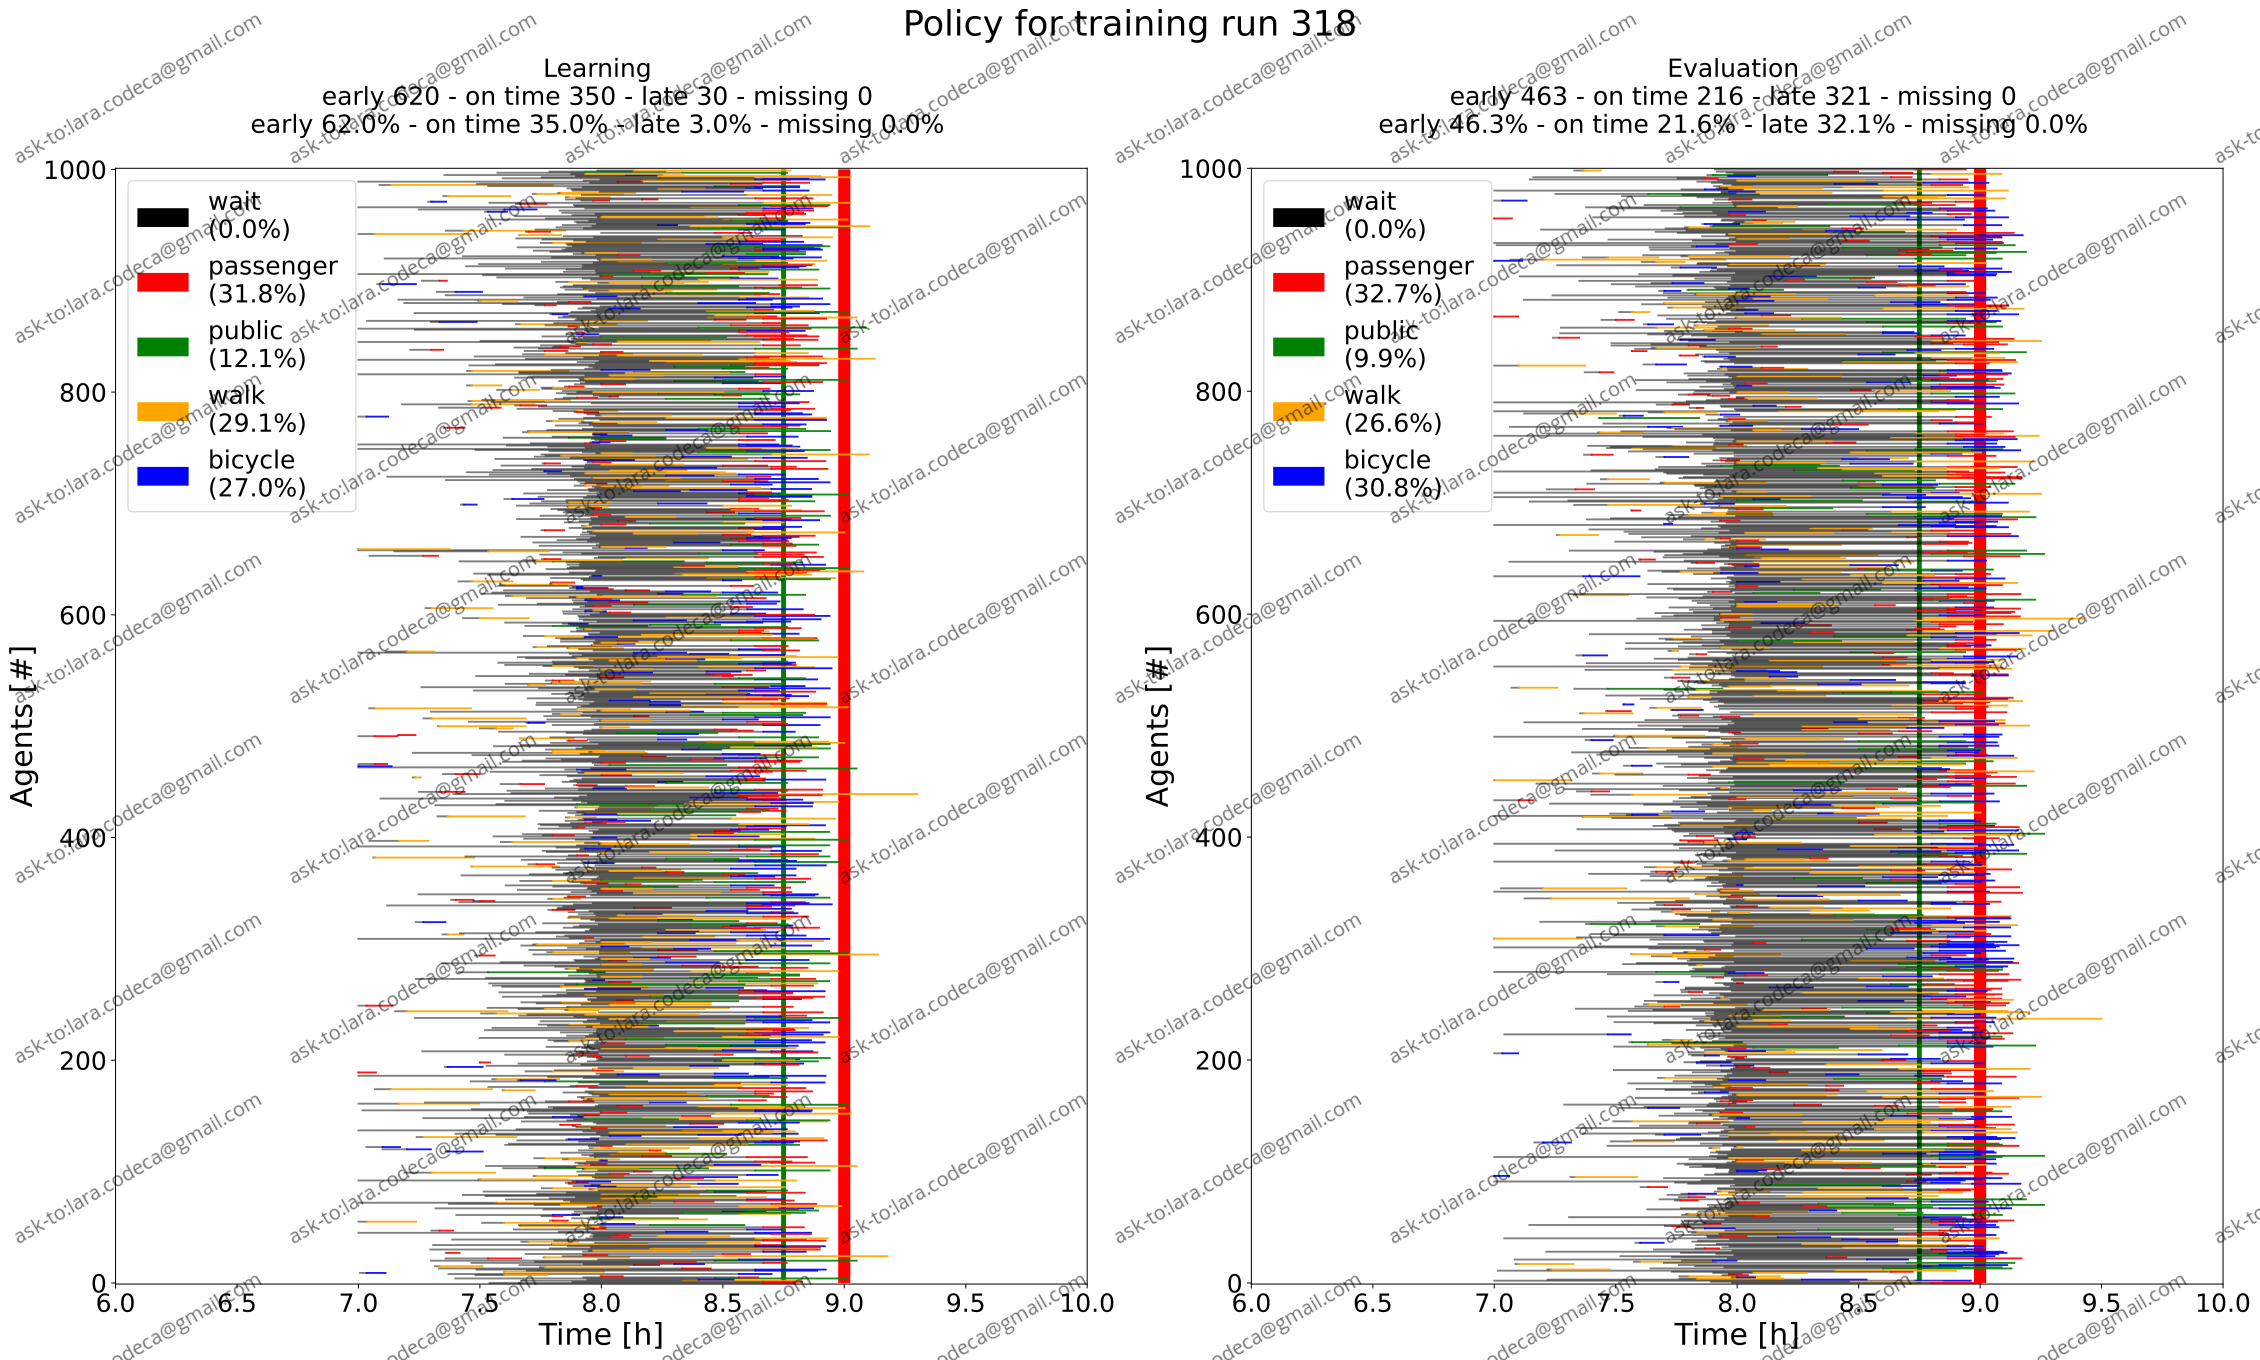 Policy for training run 318
Learning
early 620 - on time 350 - late 30 - missing 0
early 62.0% - on time 35.0% - late 3.0% - missing 0.0%
Evaluation
early 463 - on time 216 - late 321 - missing 0
early 46.3% - on time 21.6% - late 32.1% - missing 0.0%
wait
(0.0%)
passenger
(31.8%)
public
(12.1%)
walk
(29.1%)
bicycle
(27.0%)
wait
(0.0%)
passenger
(32.7%)
public
(9.9%)
walk
(26.6%)
bicycle
(30.8%)
Agents [#]
1000
800
600
400
200
0
6.0 6.5 7.0 7.5 8.0 8.5 9.0 9.5 10.0
Time [h]
Agents [#]
1000
800
600
400
200
0
6.0 6.5 7.0 7.5 8.0 8.5 9.0 9.5 10.0
Time [h]
ask-to:lara.codeca@gmail.com